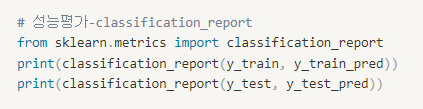 # 성능평가-classification_report
from sklearn.metrics import classification_report
print(classification_report(y_train, y_train_pred))
print(classification_report(y_test, y_test_pred))